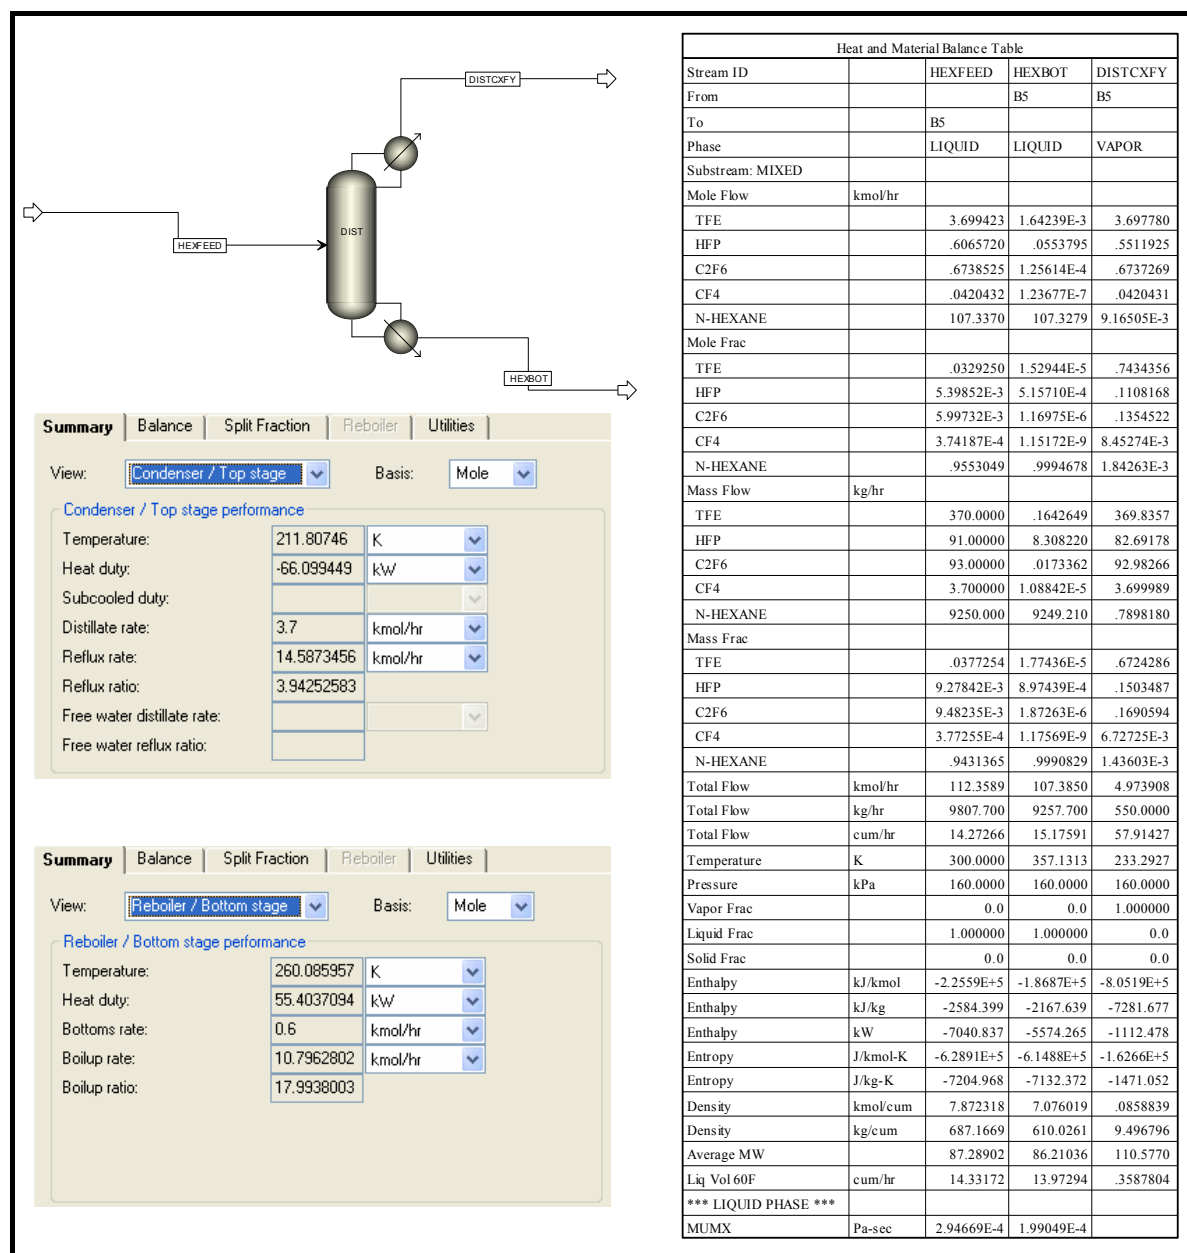 DISTCXFY
HEXFEED
DIST
HEXBOT
Summary Balance Split Fraction Reboiler Utilities
View: Condenser / Top stage Basis: Mole
Condenser / Top stage performance
Temperature: 211.80746 K
Heat duty: -66.099449 kW
Subcooled duty:
Distillate rate: 3.7 kmol/hr
Reflux rate: 14.5873456 kmol/hr
Reflux ratio: 3.94252583
Free water distillate rate:
Free water reflux ratio:
Summary Balance Split Fraction Reboiler Utilities
View: Reboiler / Bottom stage Basis: Mole
Reboiler / Bottom stage performance
Temperature: 260.085957 K
Heat duty: 55.4037094 kW
Bottoms rate: 0.6 kmol/hr
Boilup rate: 10.7962802 kmol/hr
Boilup ratio: 17.9938003
Heat and Material Balance Table
Stream ID HEXFEED HEXBOT DISTCXFY
From B5 B5
To B5
Phase LIQUID LIQUID VAPOR
Substream: MIXED
Mole Flow kmol/hr
TFE 3.699423 1.64239E-3 3.697780
HFP .6065720 .0553795 .5511925
C2F6 .6738525 1.25614E-4 .6737269
CF4 .0420432 1.23677E-7 .0420431
N-HEXANE 107.3370 107.3279 9.16505E-3
Mole Frac
TFE .0329250 1.52944E-5 .7434356
HFP 5.39852E-3 5.15710E-4 .1108168
C2F6 5.99732E-3 1.16975E-6 .1354522
CF4 3.74187E-4 1.15172E-9 8.45274E-3
N-HEXANE .9553049 .9994678 1.84263E-3
Mass Flow kg/hr
TFE 370.0000 .1642649 369.8357
HFP 91.00000 8.308220 82.69178
C2F6 93.00000 .0173362 92.98266
CF4 3.700000 1.08842E-5 3.699989
N-HEXANE 9250.000 9249.210 .7898180
Mass Frac
TFE .0377254 1.77436E-5 .6724286
HFP 9.27842E-3 8.97439E-4 .1503487
C2F6 9.48235E-3 1.87263E-6 .1690594
CF4 3.77255E-4 1.17569E-9 6.72725E-3
N-HEXANE .9431365 .9990829 1.43603E-3
Total Flow kmol/hr 112.3589 107.3850 4.973908
Total Flow kg/hr 9807.700 9257.700 550.0000
Total Flow cum/hr 14.27266 15.17591 57.91427
Temperature K 300.0000 357.1313 233.2927
Pressure kPa 160.0000 160.0000 160.0000
Vapor Frac 0.0 0.0 1.000000
Liquid Frac 1.000000 1.000000 0.0
Solid Frac 0.0 0.0 0.0
Enthalpy kJ/kmol -2.2559E+5 -1.8687E+5 -8.0519E+5
Enthalpy kJ/kg -2584.399 -2167.639 -7281.677
Enthalpy kW -7040.837 -5574.265 -1112.478
Entropy J/kmol-K -6.2891E+5 -6.1488E+5 -1.6266E+5
Entropy J/kg-K -7204.968 -7132.372 -1471.052
Density kmol/cum 7.872318 7.076019 .0858839
Density kg/cum 687.1669 610.0261 9.496796
Average MW 87.28902 86.21036 110.5770
Liq Vol 60F cum/hr 14.33172 13.97294 .3587804
*** LIQUID PHASE ***
MUMX Pa-sec 2.94669E-4 1.99049E-4